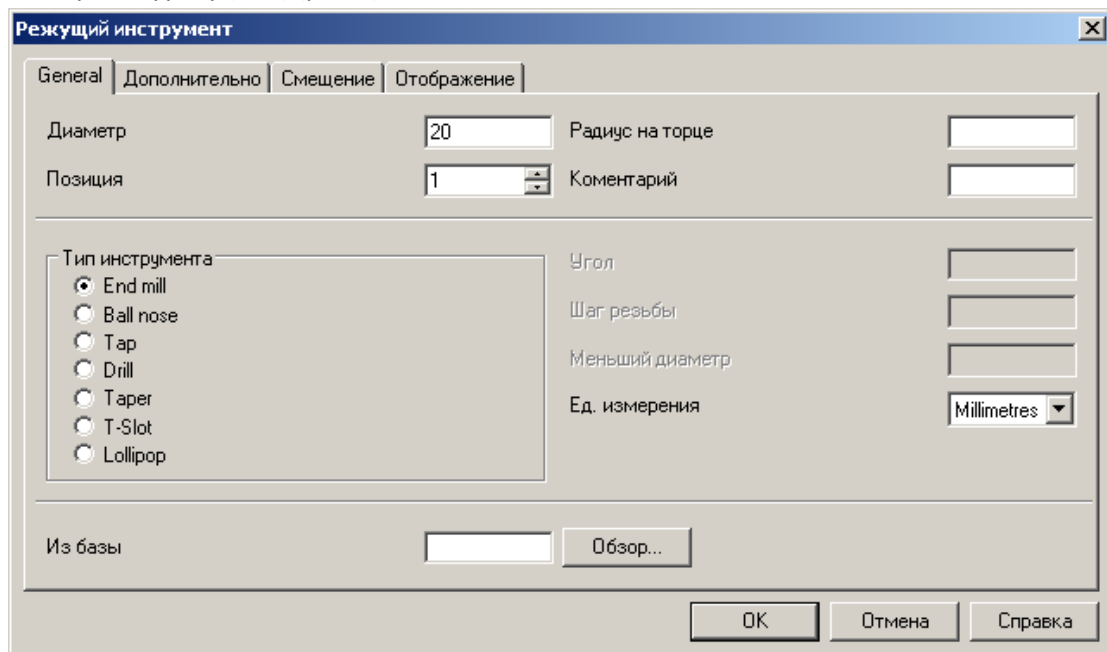 Режущий инструмент
General Дополнительно Смещение Отображение
Диаметр 20 Радиус на торце
Позиция 1 Коментарий
Тип инструмента
End mill
Ball nose
Tap
Drill
Taper
T-Slot
Lollipop
Угол
Шаг резьбы
Меньший диаметр
Ед. измерения Millimetres
Из базы Обзор...
OK Отмена Справка